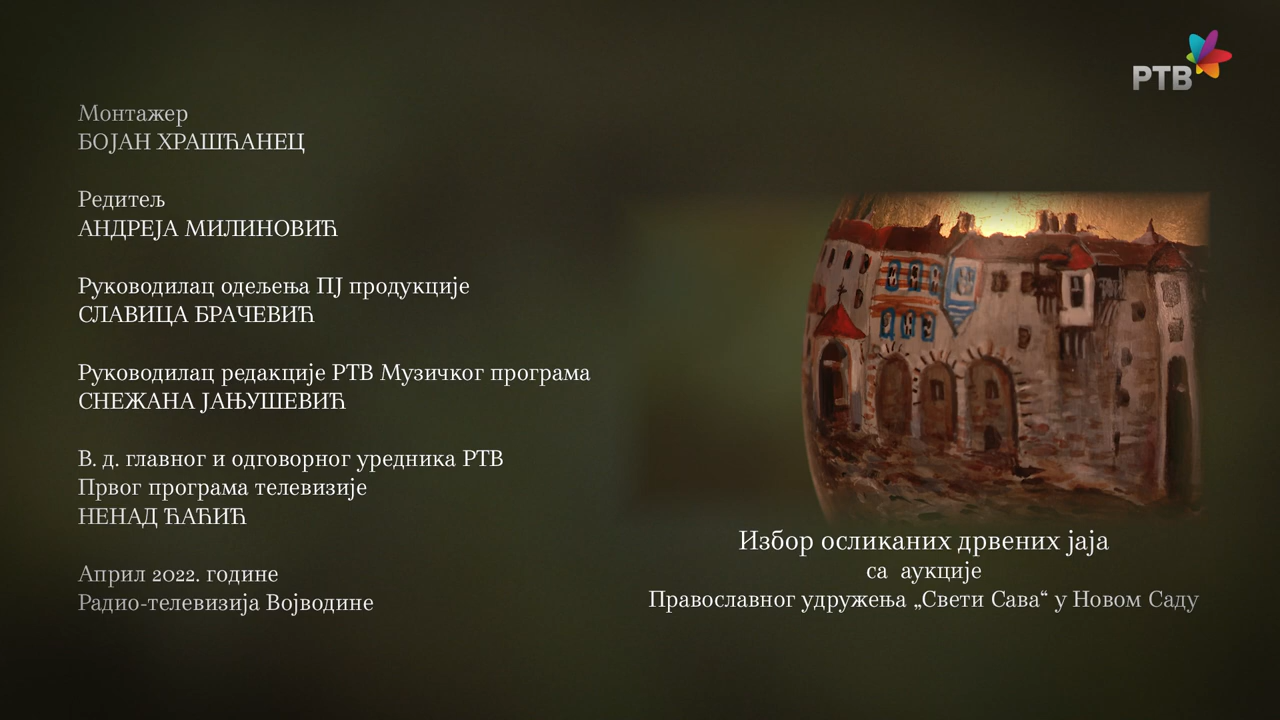 РТВ
Монтажер
БОЈАН ХРАШЋАНЕЦ
Редитељ
АНДРЕЈА МИЛИНОВИЋ
Руководилац одељења ПЈ продукције
СЛАВИЦА БРАЧЕВИЋ
Руководилац редакције РТВ Музичког програма
СНЕЖАНА ЈАЊУШЕВИЋ
В. д. главног и одговорног уредника РТВ
Првог програма телевизије
НЕНАД ЋАЋИЋ
Април 2022. године
Радио-телевизија Војводине
Избор осликаних дрвених јаја
са аукције
Православног удружења „Свети Сава“ у Новом Саду